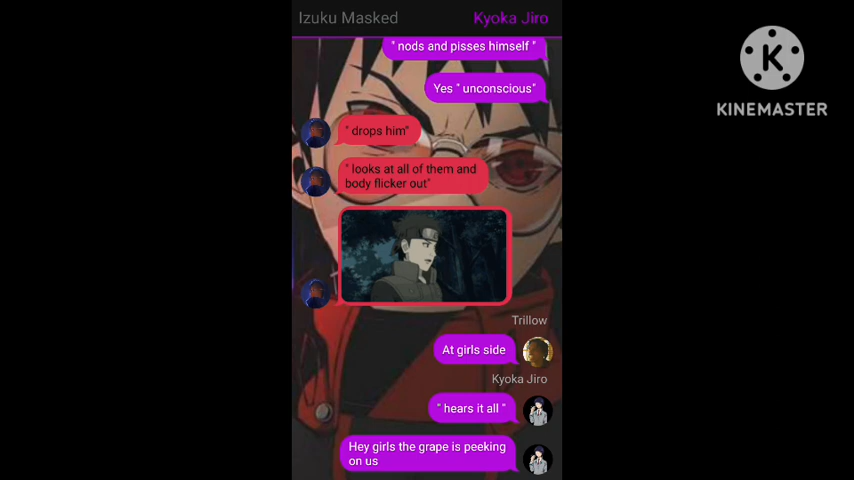 Izuku Masked
Kyoka Jiro
" nods and pisses himself "
Yes " unconscious"
" drops him"
" looks at all of them and
body flicker out"
Trillow
At girls side
Kyoka Jiro
" hears it all "
Hey girls the grape is peeking
on us
K
KINEMASTER